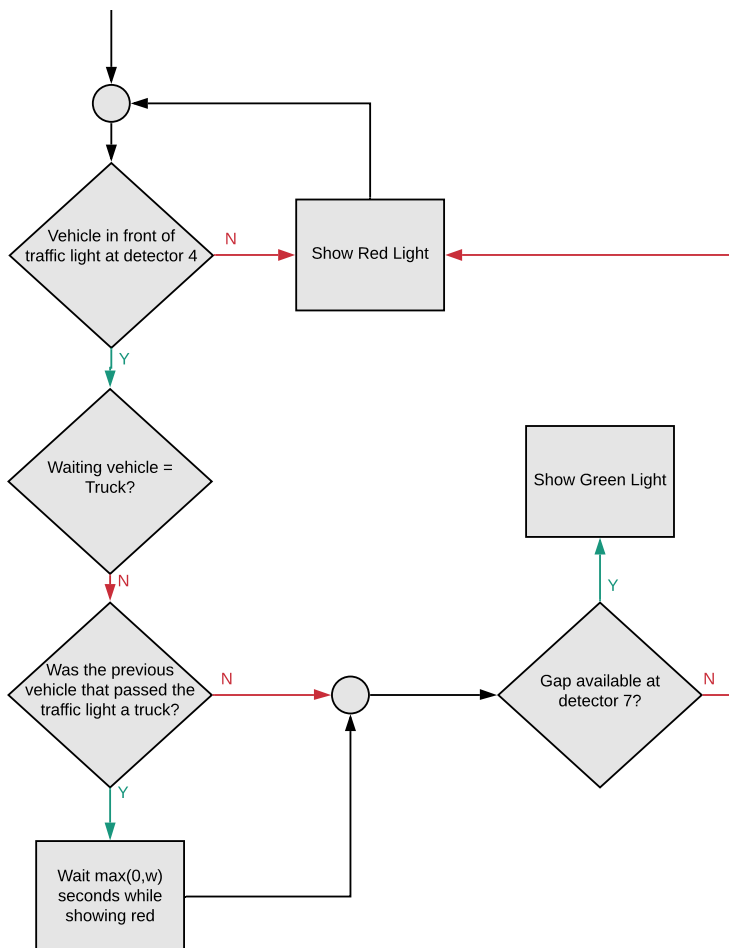 Vehicle in front of
traffic light at detector 4
N
Show Red Light
Y
Waiting vehicle =
Truck?
Show Green Light
N
Y
Was the previous
vehicle that passed the
traffic light a truck?
N
Gap available at
detector 7?
N
Y
Wait max(0,w)
seconds while
showing red